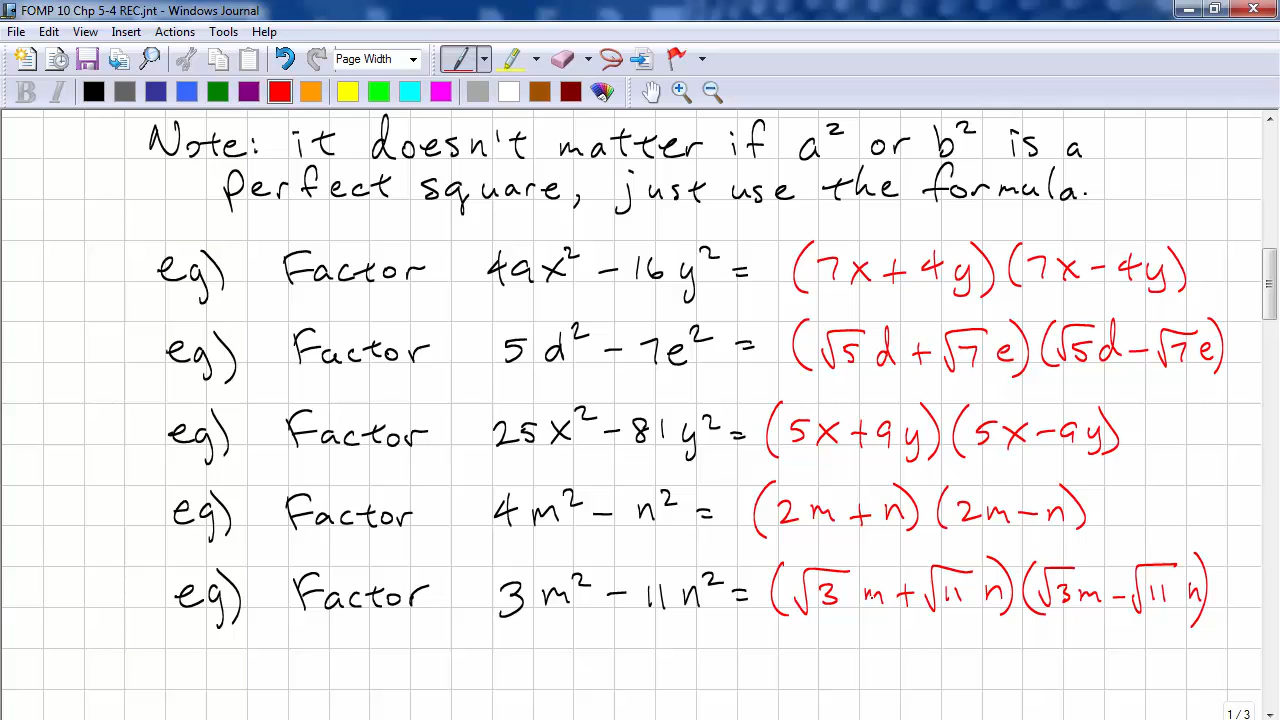 FOMP 10 Chp 5-4 REC.jnt - Windows Journal
File Edit View Insert Actions Tools Help
Page Width
B I
Note: it doesn't matter if a² or b² is a
perfect square, just use the formula.
eg) Factor 49x² - 16y² = (7x + 4y)(7x - 4y)
eg) Factor 5d² - 7e² = (√5 d + √7 e)(√5d - √7e)
eg) Factor 25x² - 81y² = (5x + 9y)(5x - 9y)
eg) Factor 4m² - n² = (2m + n)(2m - n)
eg) Factor 3m² - 11n² = (√3 m + √11 n)(√3m - √11 n)
1 / 3